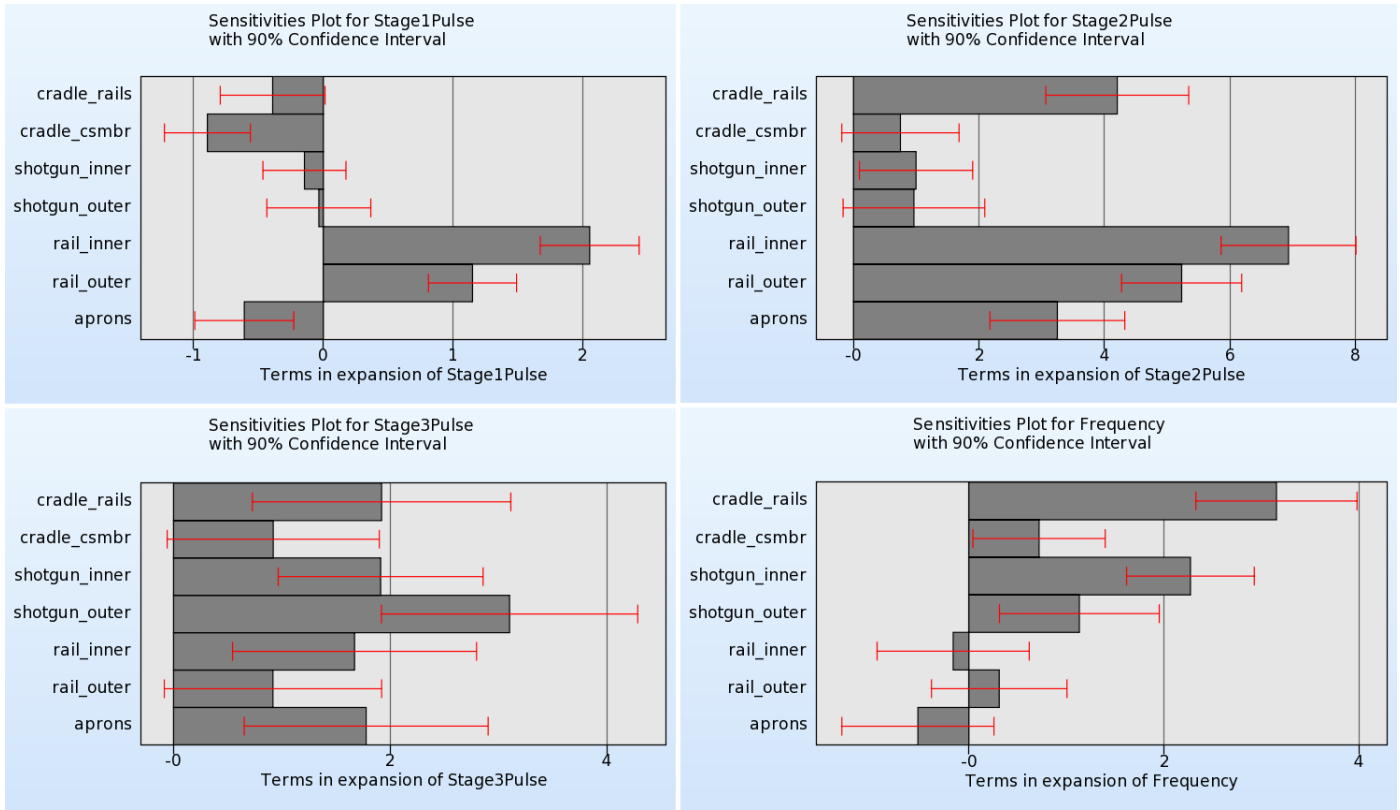 Sensitivities Plot for Stage1Pulse
with 90% Confidence Interval
cradle_rails
cradle_csmbr
shotgun_inner
shotgun_outer
rail_inner
rail_outer
aprons
-1 0 1 2
Terms in expansion of Stage1Pulse
Sensitivities Plot for Stage2Pulse
with 90% Confidence Interval
cradle_rails
cradle_csmbr
shotgun_inner
shotgun_outer
rail_inner
rail_outer
aprons
-0 2 4 6 8
Terms in expansion of Stage2Pulse
Sensitivities Plot for Stage3Pulse
with 90% Confidence Interval
cradle_rails
cradle_csmbr
shotgun_inner
shotgun_outer
rail_inner
rail_outer
aprons
-0 2 4
Terms in expansion of Stage3Pulse
Sensitivities Plot for Frequency
with 90% Confidence Interval
cradle_rails
cradle_csmbr
shotgun_inner
shotgun_outer
rail_inner
rail_outer
aprons
-0 2 4
Terms in expansion of Frequency